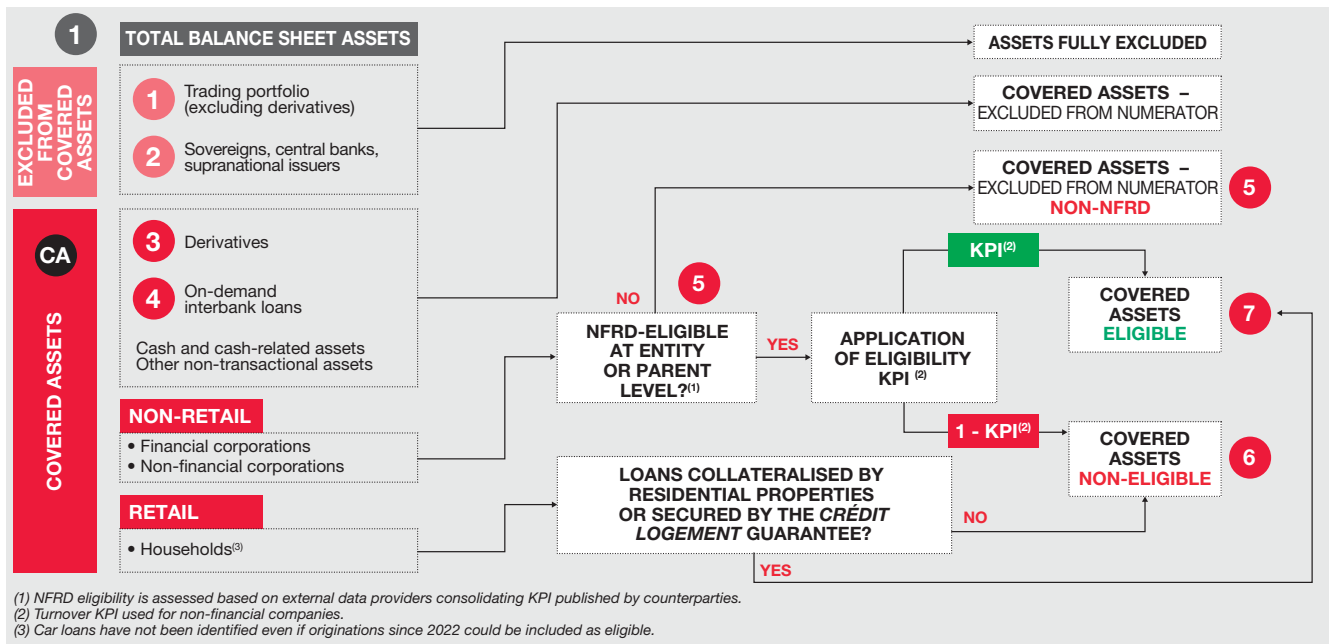 1
TOTAL BALANCE SHEET ASSETS
EXCLUDED
FROM
COVERED
ASSETS
1
Trading portfolio
(excluding derivatives)
2
Sovereigns, central banks,
supranational issuers
ASSETS FULLY EXCLUDED
COVERED ASSETS –
EXCLUDED FROM NUMERATOR
COVERED ASSETS –
EXCLUDED FROM NUMERATOR
NON-NFRD
5
CA
COVERED ASSETS
3
Derivatives
4
On-demand
interbank loans
Cash and cash-related assets
Other non-transactional assets
NON-RETAIL
• Financial corporations
• Non-financial corporations
RETAIL
• Households(3)
NO
5
NFRD-ELIGIBLE
AT ENTITY
OR PARENT
LEVEL?(1)
YES
APPLICATION
OF ELIGIBILITY
KPI (2)
KPI(2)
COVERED
ASSETS
ELIGIBLE
7
1 - KPI(2)
COVERED
ASSETS
NON-ELIGIBLE
6
LOANS COLLATERALISED BY
RESIDENTIAL PROPERTIES
OR SECURED BY THE CRÉDIT
LOGEMENT GUARANTEE?
NO
YES
(1) NFRD eligibility is assessed based on external data providers consolidating KPI published by counterparties.
(2) Turnover KPI used for non-financial companies.
(3) Car loans have not been identified even if originations since 2022 could be included as eligible.